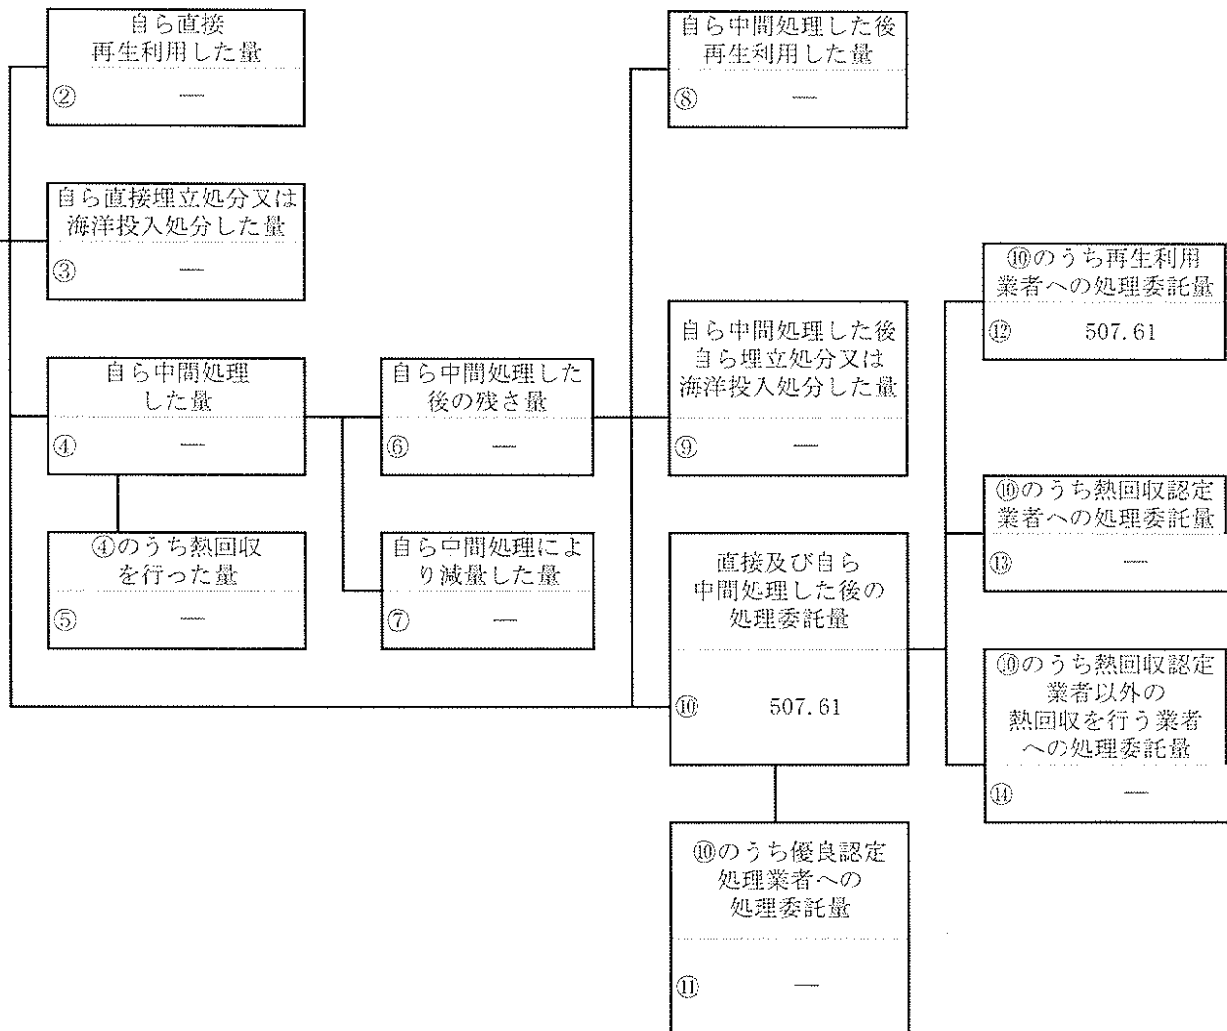 自ら直接
再生利用した量
② ―
自ら直接埋立処分又は
海洋投入処分した量
③ ―
自ら中間処理
した量
④ ―
④のうち熱回収
を行った量
⑤ ―
自ら中間処理した
後の残さ量
⑥ ―
自ら中間処理によ
り減量した量
⑦ ―
自ら中間処理した後
再生利用した量
⑧ ―
自ら中間処理した後
自ら埋立処分又は
海洋投入処分した量
⑨ ―
直接及び自ら
中間処理した後の
処理委託量
⑩ 507.61
⑩のうち優良認定
処理業者への
処理委託量
⑪ ―
⑩のうち再生利用
業者への処理委託量
⑫ 507.61
⑩のうち熱回収認定
業者への処理委託量
⑬ ―
⑩のうち熱回収認定
業者以外の
熱回収を行う業者
への処理委託量
⑭ ―